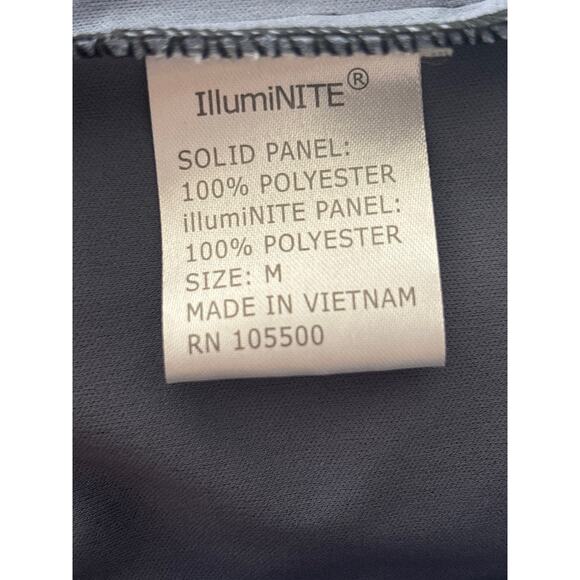 IllumiNITE®
SOLID PANEL:
100% POLYESTER
illumiNITE PANEL:
100% POLYESTER
SIZE: M
MADE IN VIETNAM
RN 105500